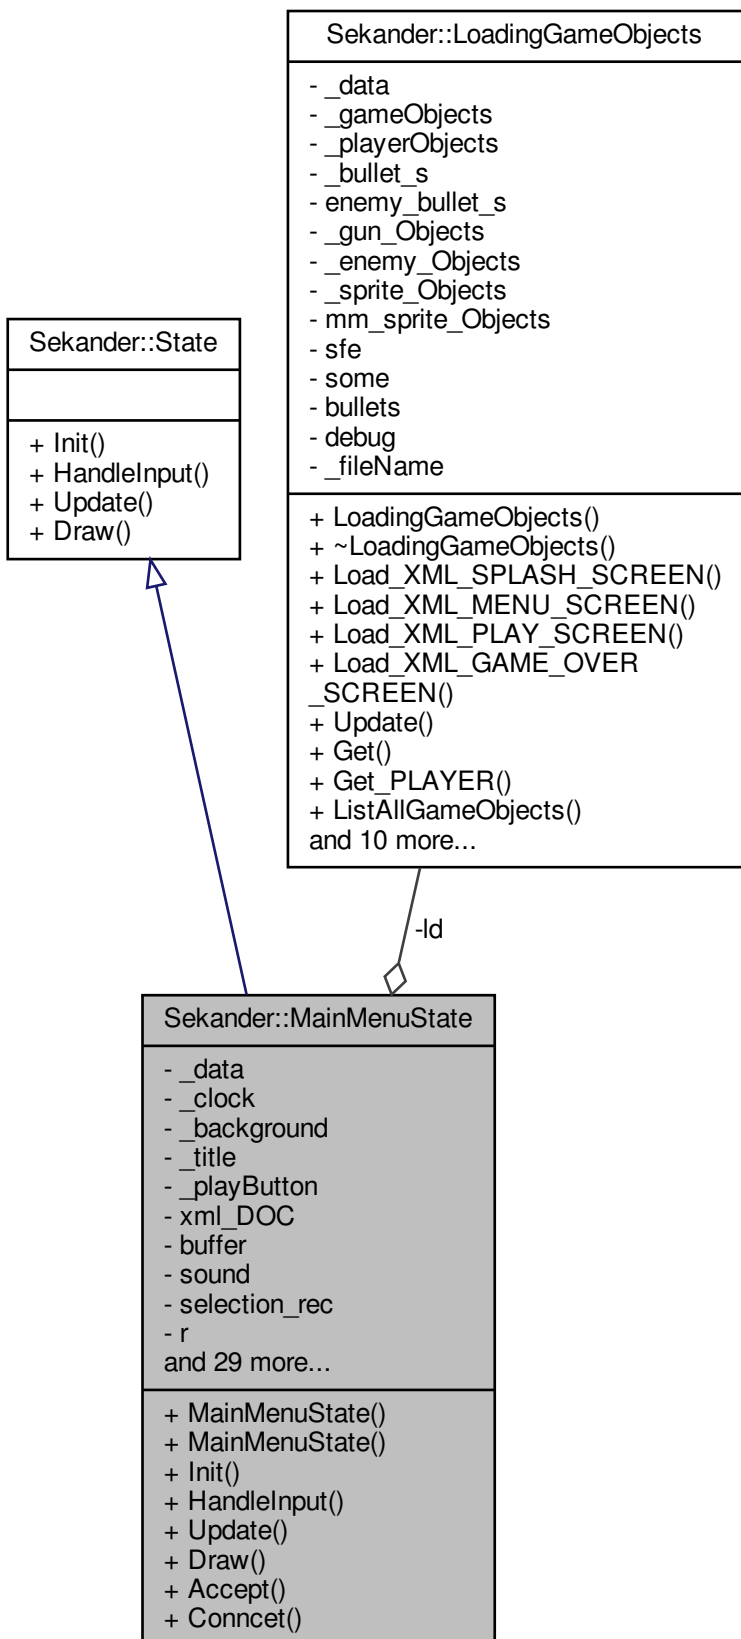 Sekander::LoadingGameObjects
- _data
- _gameObjects
- _playerObjects
- _bullet_s
- enemy_bullet_s
- _gun_Objects
- _enemy_Objects
- _sprite_Objects
- mm_sprite_Objects
- sfe
- some
- bullets
- debug
- _fileName
+ LoadingGameObjects()
+ ~LoadingGameObjects()
+ Load_XML_SPLASH_SCREEN()
+ Load_XML_MENU_SCREEN()
+ Load_XML_PLAY_SCREEN()
+ Load_XML_GAME_OVER
_SCREEN()
+ Update()
+ Get()
+ Get_PLAYER()
+ ListAllGameObjects()
and 10 more...
Sekander::State
+ Init()
+ HandleInput()
+ Update()
+ Draw()
-ld
Sekander::MainMenuState
- _data
- _clock
- _background
- _title
- _playButton
- xml_DOC
- buffer
- sound
- selection_rec
- r
and 29 more...
+ MainMenuState()
+ MainMenuState()
+ Init()
+ HandleInput()
+ Update()
+ Draw()
+ Accept()
+ Conncet()